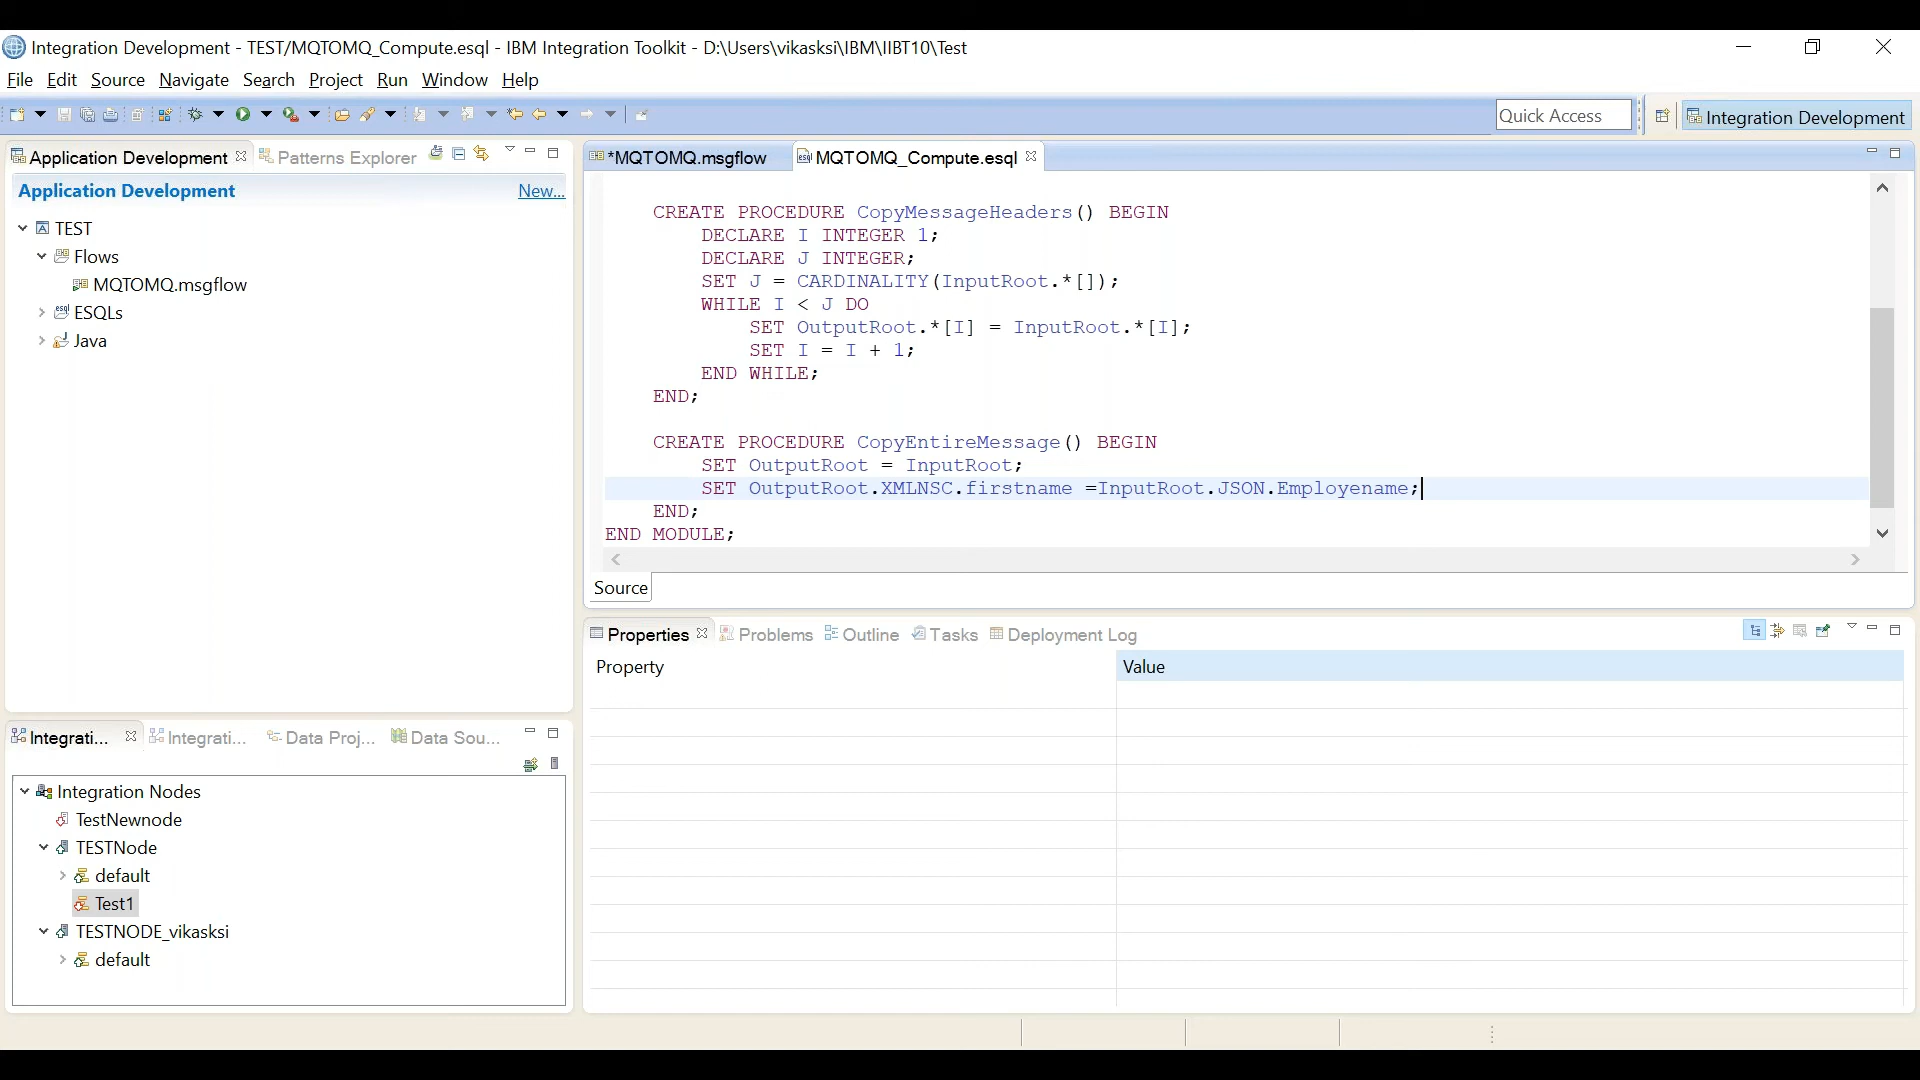 Integration Development - TEST/MQTOMQ_Compute.esql - IBM Integration Toolkit - D:\Users\vikasksi\IBM\IIBT10\Test
File Edit Source Navigate Search Project Run Window Help
Quick Access
Integration Development
Application Development
Patterns Explorer
Application Development
New...
TEST
Flows
MQTOMQ.msgflow
ESQLs
Java
*MQTOMQ.msgflow
MQTOMQ_Compute.esql
CREATE PROCEDURE CopyMessageHeaders() BEGIN
DECLARE I INTEGER 1;
DECLARE J INTEGER;
SET J = CARDINALITY(InputRoot.*[]);
WHILE I < J DO
SET OutputRoot.*[I] = InputRoot.*[I];
SET I = I + 1;
END WHILE;
END;
CREATE PROCEDURE CopyEntireMessage() BEGIN
SET OutputRoot = InputRoot;
SET OutputRoot.XMLNSC.firstname =InputRoot.JSON.Employename;
END;
END MODULE;
Source
Properties Problems Outline Tasks Deployment Log
Property Value
Integrati... Integrati... Data Proj... Data Sou...
Integration Nodes
TestNewnode
TESTNode
default
Test1
TESTNODE_vikasksi
default